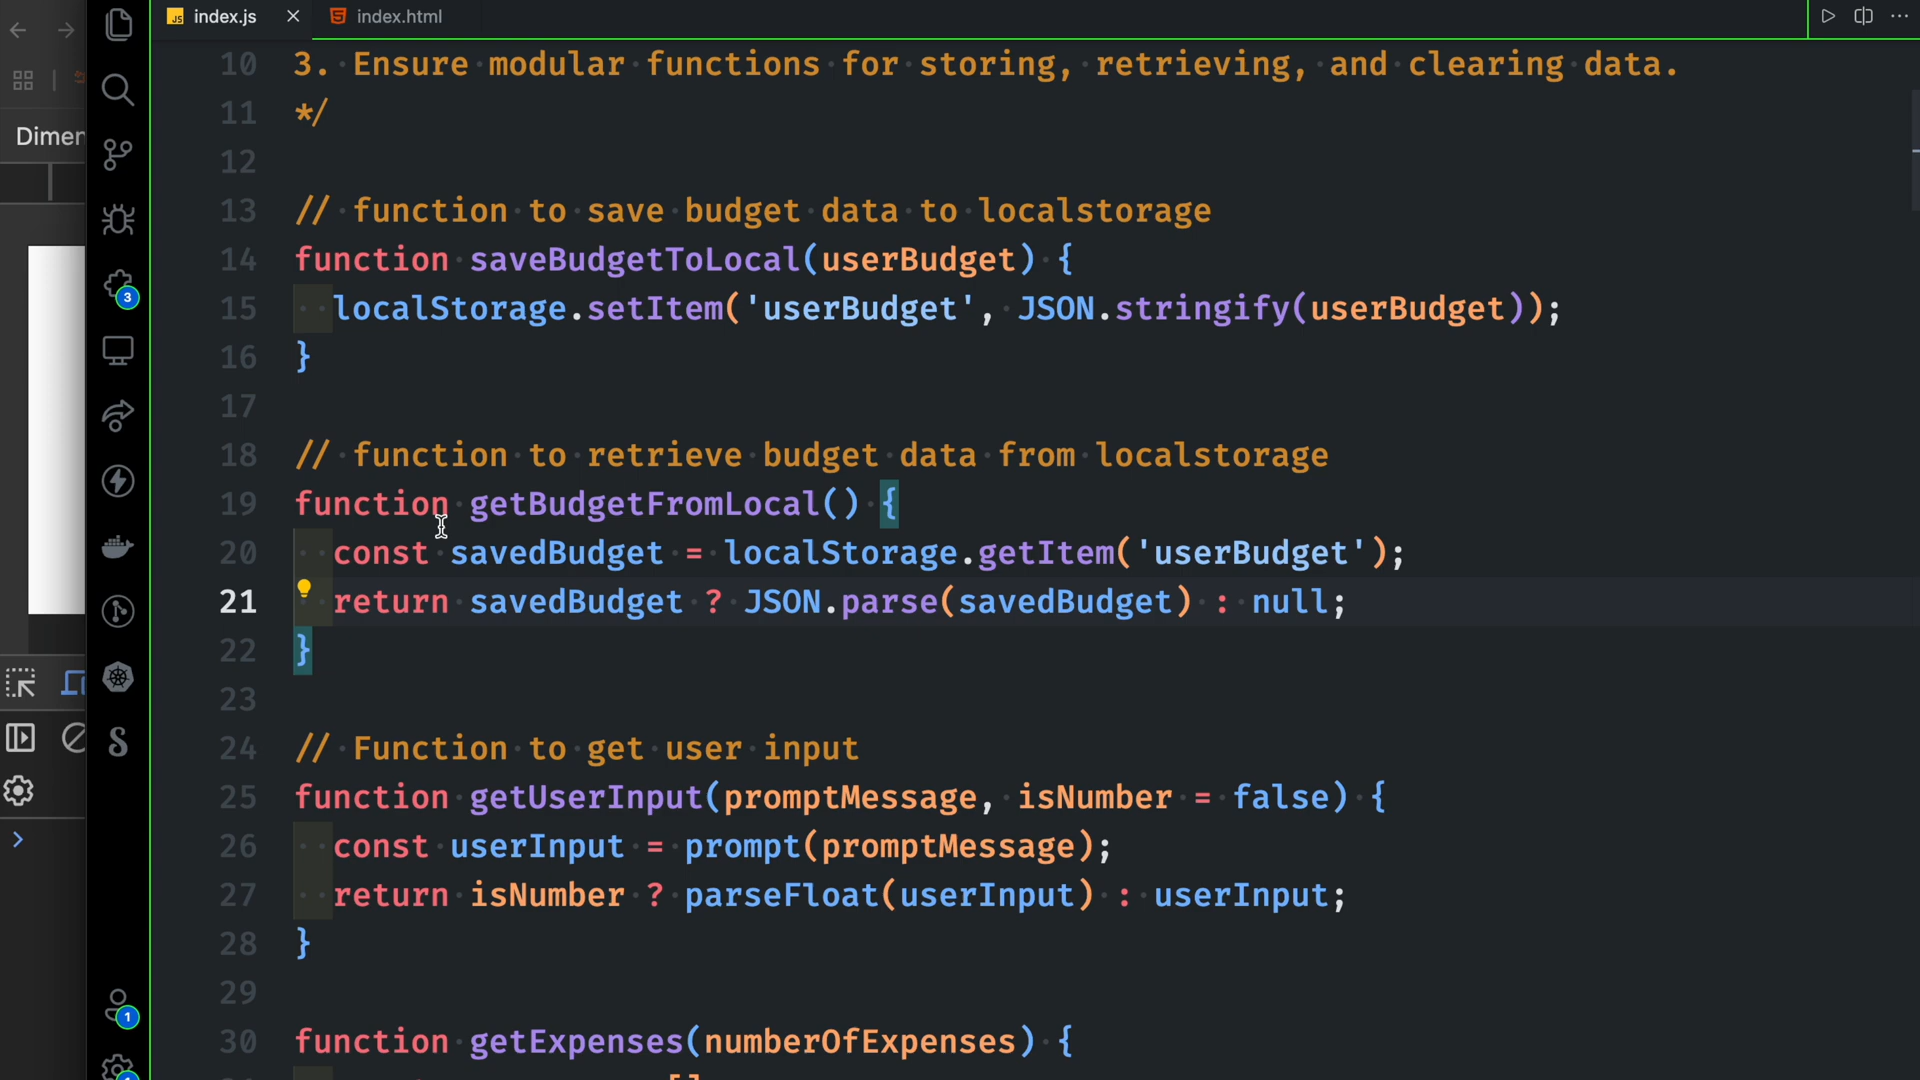 index.js
index.html
Dimen
10 3. Ensure modular functions for storing, retrieving, and clearing data.
11 */
12
13 // function to save budget data to localstorage
14 function saveBudgetToLocal(userBudget) {
15 localStorage.setItem('userBudget', JSON.stringify(userBudget));
16 }
17
18 // function to retrieve budget data from localstorage
19 function getBudgetFromLocal() {
20 const savedBudget = localStorage.getItem('userBudget');
21 return savedBudget ? JSON.parse(savedBudget) : null;
22 }
23
24 // Function to get user input
25 function getUserInput(promptMessage, isNumber = false) {
26 const userInput = prompt(promptMessage);
27 return isNumber ? parseFloat(userInput) : userInput;
28 }
29
30 function getExpenses(numberOfExpenses) {
3
1